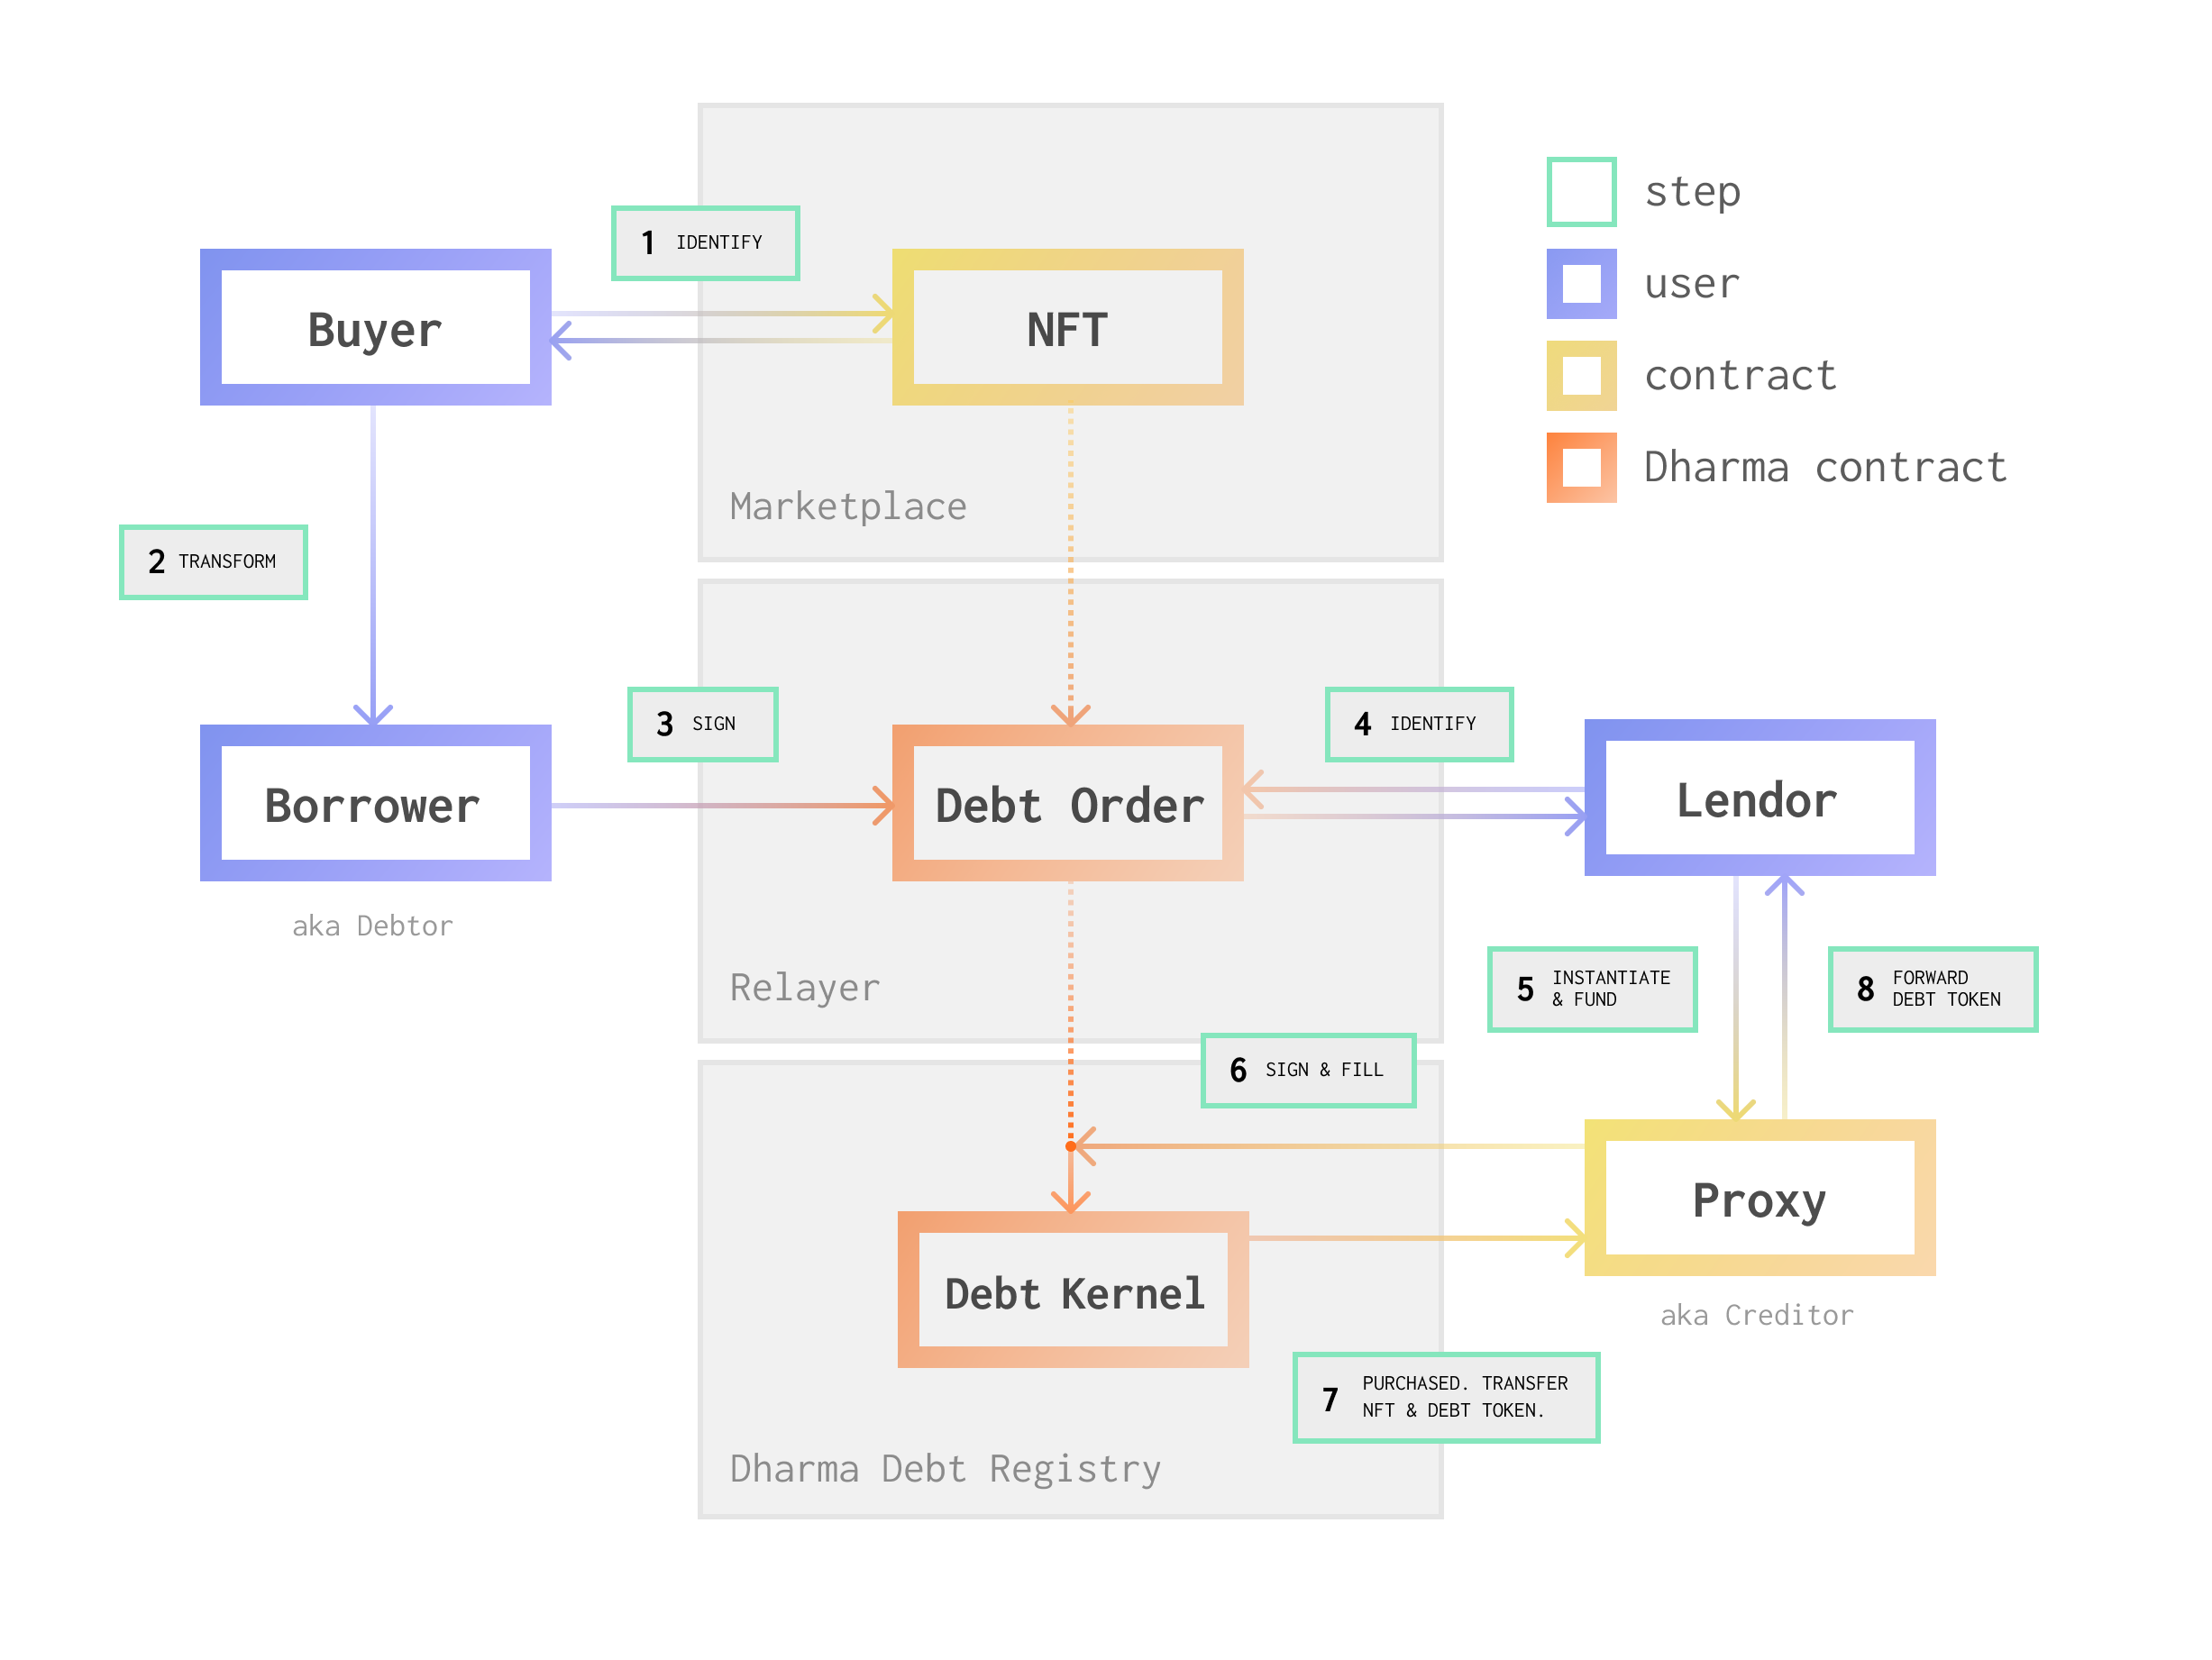 step
1 IDENTIFY
user
Buyer
NFT
contract
Dharma contract
Marketplace
2 TRANSFORM
3 SIGN
4 IDENTIFY
Borrower
Debt Order
Lendor
aka Debtor
Relayer
5 INSTANTIATE
& FUND
8 FORWARD
DEBT TOKEN
6 SIGN & FILL
Proxy
Debt Kernel
aka Creditor
7 PURCHASED. TRANSFER
NFT & DEBT TOKEN.
Dharma Debt Registry